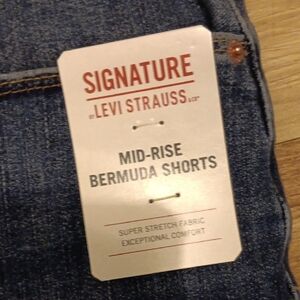 SIGNATURE
BY LEVI STRAUSS & CO®
MID-RISE
BERMUDA SHORTS
SUPER STRETCH FABRIC
EXCEPTIONAL COMFORT